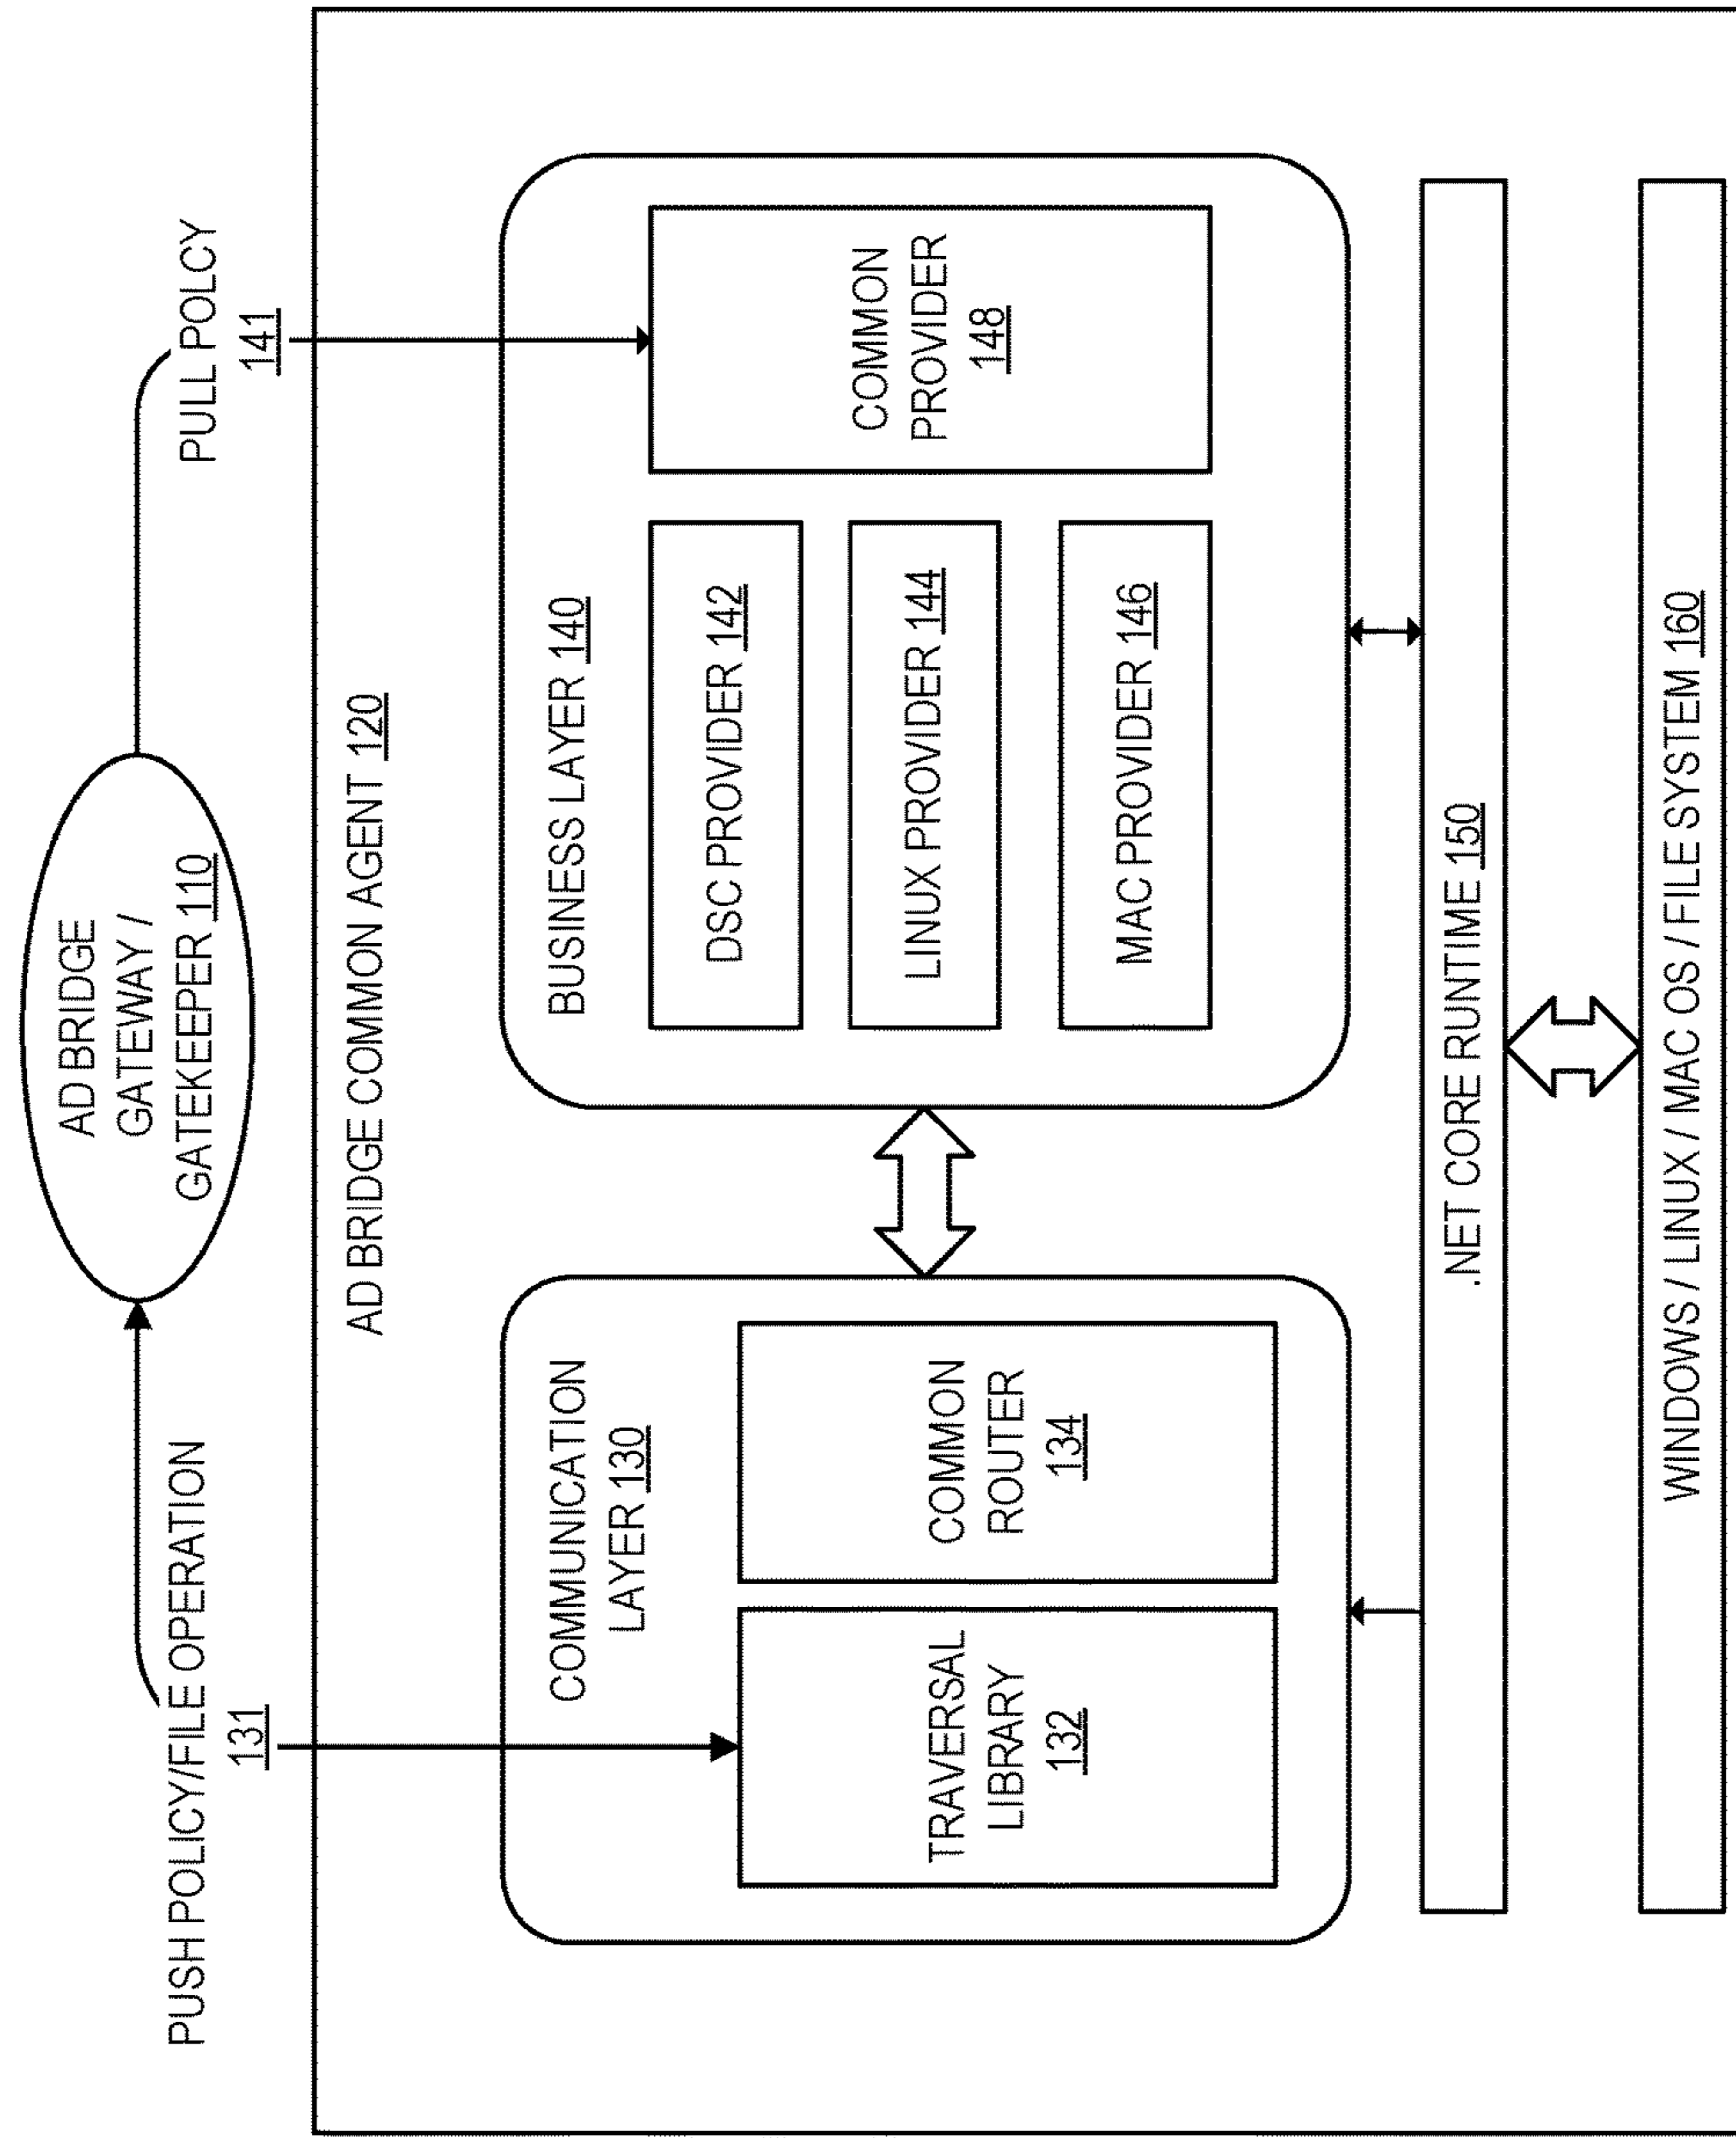 AD BRIDGE
GATEWAY /
GATEKEEPER 110
PUSH POLICY/FILE OPERATION
131
PULL POLCY
141
AD BRIDGE COMMON AGENT 120
COMMUNICATION
LAYER 130
TRAVERSAL
LIBRARY
132
COMMON
ROUTER
134
BUSINESS LAYER 140
DSC PROVIDER 142
LINUX PROVIDER 144
MAC PROVIDER 146
COMMON
PROVIDER
148
.NET CORE RUNTIME 150
WINDOWS / LINUX / MAC OS / FILE SYSTEM 160